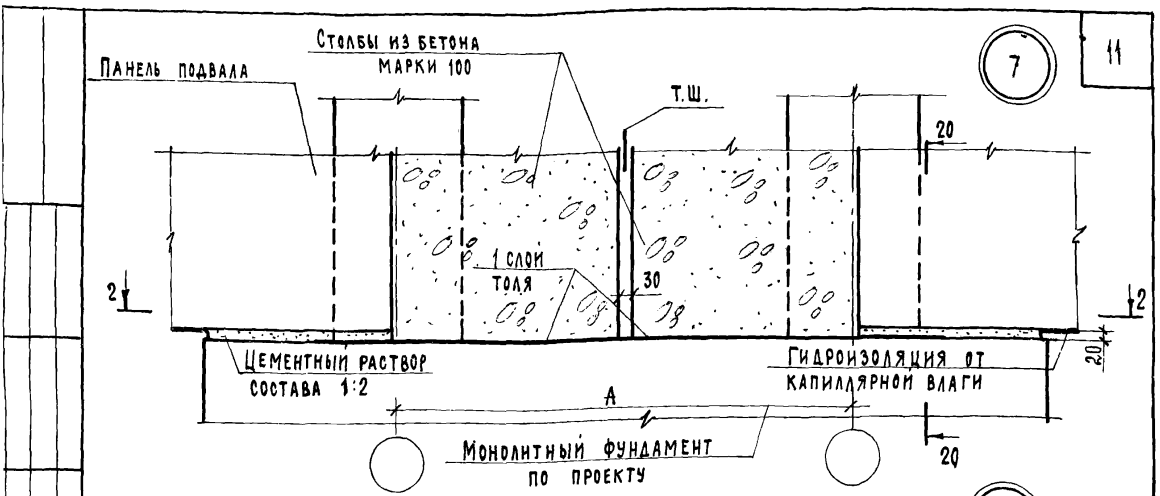 Столбы из бетона
марки 100
7
11
Панель подвала
Т.Ш.
20
1 слой
толя
30
2
2
Цементный раствор
состава 1:2
Гидроизоляция от
капиллярной влаги
20
А
Монолитный фундамент
по проекту
20